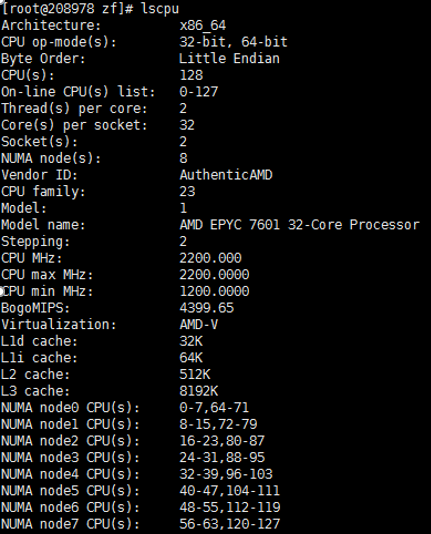 [root@208978 zf]# lscpu
Architecture: x86_64
CPU op-mode(s): 32-bit, 64-bit
Byte Order: Little Endian
CPU(s): 128
On-line CPU(s) list: 0-127
Thread(s) per core: 2
Core(s) per socket: 32
Socket(s): 2
NUMA node(s): 8
Vendor ID: AuthenticAMD
CPU family: 23
Model: 1
Model name: AMD EPYC 7601 32-Core Processor
Stepping: 2
CPU MHz: 2200.000
CPU max MHz: 2200.0000
CPU min MHz: 1200.0000
BogoMIPS: 4399.65
Virtualization: AMD-V
L1d cache: 32K
L1i cache: 64K
L2 cache: 512K
L3 cache: 8192K
NUMA node0 CPU(s): 0-7,64-71
NUMA node1 CPU(s): 8-15,72-79
NUMA node2 CPU(s): 16-23,80-87
NUMA node3 CPU(s): 24-31,88-95
NUMA node4 CPU(s): 32-39,96-103
NUMA node5 CPU(s): 40-47,104-111
NUMA node6 CPU(s): 48-55,112-119
NUMA node7 CPU(s): 56-63,120-127